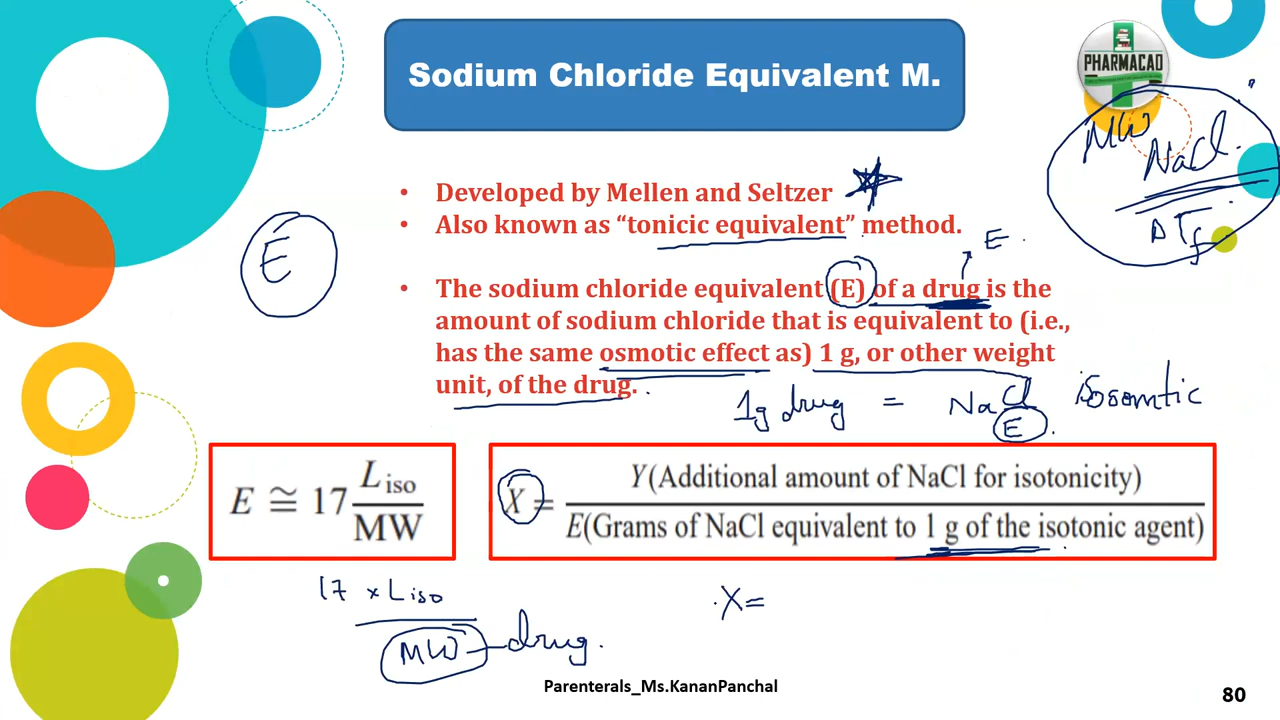 Sodium Chloride Equivalent M.
PHARMACAD
MW
NaCl.
ΔTf
• Developed by Mellen and Seltzer
• Also known as “tonicic equivalent” method.
E
E
• The sodium chloride equivalent (E) of a drug is the
amount of sodium chloride that is equivalent to (i.e.,
has the same osmotic effect as) 1 g, or other weight
unit, of the drug.
1g drug = NaCl isosomtic
E
E ≅ 17 L iso / MW
X = Y(Additional amount of NaCl for isotonicity) / E(Grams of NaCl equivalent to 1 g of the isotonic agent)
17 x Liso
MW - drug.
X=
Parenterals_Ms.KananPanchal
80